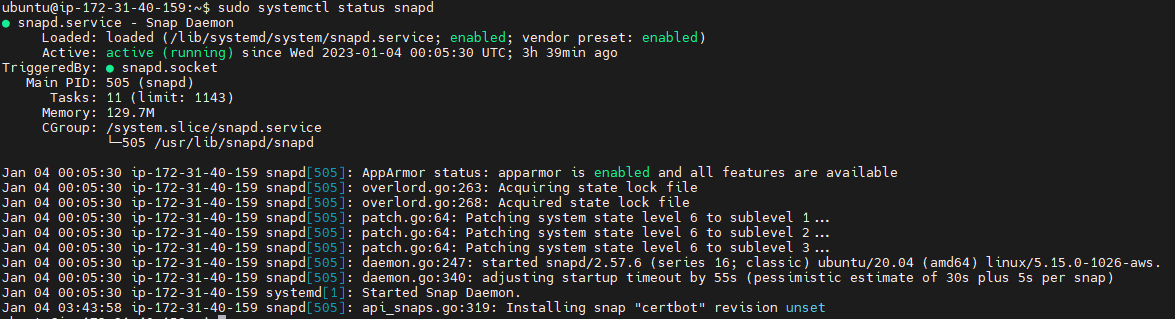 ubuntu@ip-172-31-40-159:~$ sudo systemctl status snapd
● snapd.service - Snap Daemon
Loaded: loaded (/lib/systemd/system/snapd.service; enabled; vendor preset: enabled)
Active: active (running) since Wed 2023-01-04 00:05:30 UTC; 3h 39min ago
TriggeredBy: ● snapd.socket
Main PID: 505 (snapd)
Tasks: 11 (limit: 1143)
Memory: 129.7M
CGroup: /system.slice/snapd.service
└─505 /usr/lib/snapd/snapd
Jan 04 00:05:30 ip-172-31-40-159 snapd[505]: AppArmor status: apparmor is enabled and all features are available
Jan 04 00:05:30 ip-172-31-40-159 snapd[505]: overlord.go:263: Acquiring state lock file
Jan 04 00:05:30 ip-172-31-40-159 snapd[505]: overlord.go:268: Acquired state lock file
Jan 04 00:05:30 ip-172-31-40-159 snapd[505]: patch.go:64: Patching system state level 6 to sublevel 1...
Jan 04 00:05:30 ip-172-31-40-159 snapd[505]: patch.go:64: Patching system state level 6 to sublevel 2...
Jan 04 00:05:30 ip-172-31-40-159 snapd[505]: patch.go:64: Patching system state level 6 to sublevel 3...
Jan 04 00:05:30 ip-172-31-40-159 snapd[505]: daemon.go:247: started snapd/2.57.6 (series 16; classic) ubuntu/20.04 (amd64) linux/5.15.0-1026-aws.
Jan 04 00:05:30 ip-172-31-40-159 snapd[505]: daemon.go:340: adjusting startup timeout by 55s (pessimistic estimate of 30s plus 5s per snap)
Jan 04 00:05:30 ip-172-31-40-159 systemd[1]: Started Snap Daemon.
Jan 04 03:43:58 ip-172-31-40-159 snapd[505]: api_snaps.go:319: Installing snap "certbot" revision unset